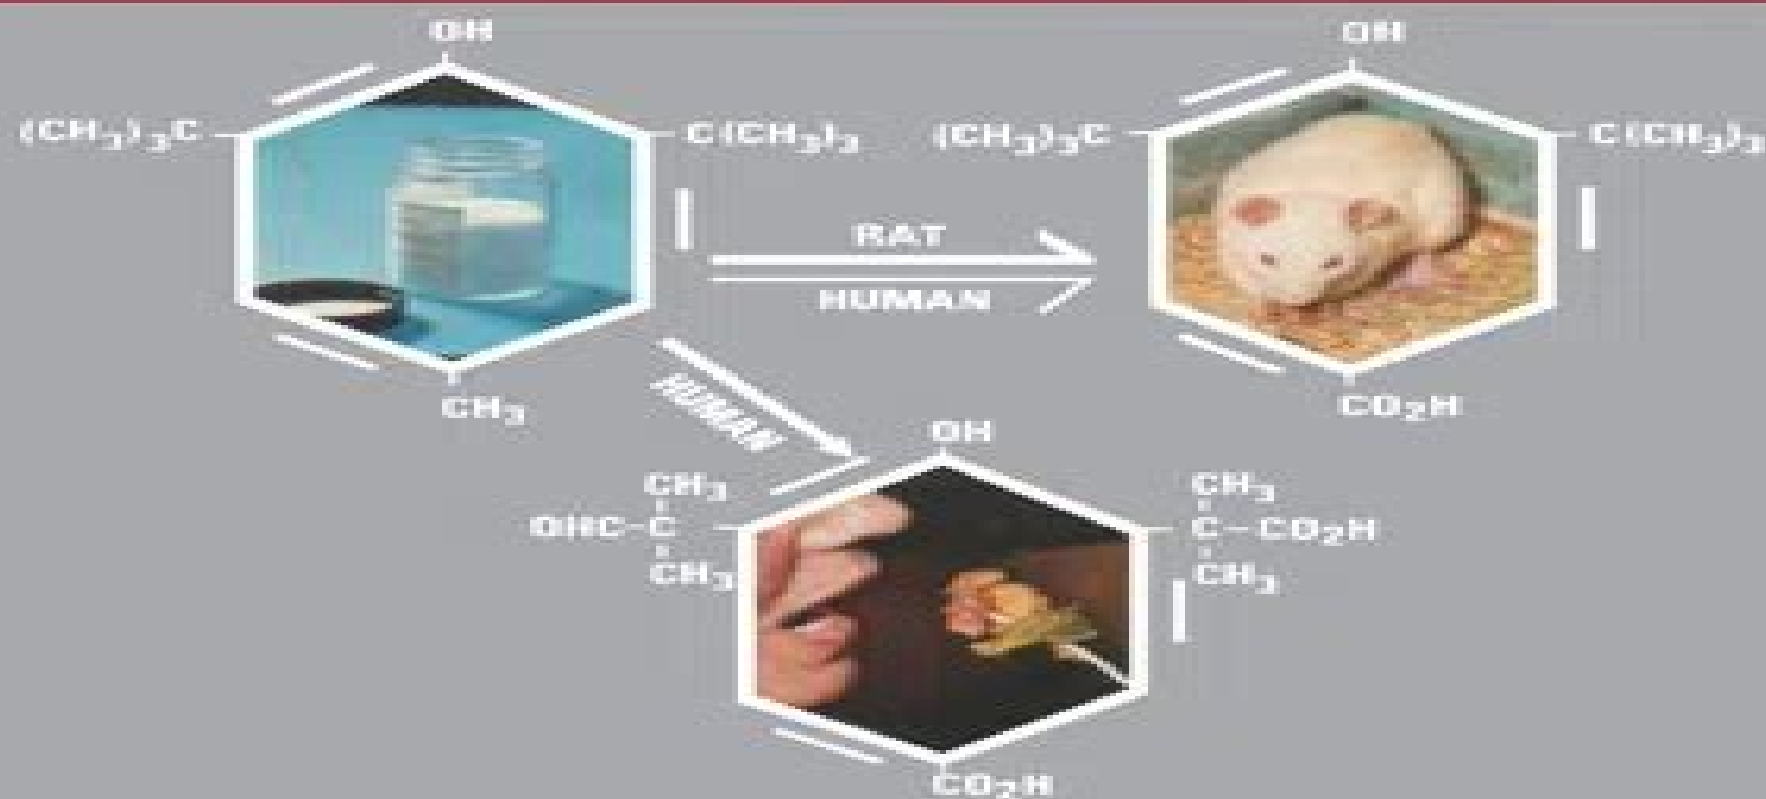 OH
(CH3)3C C(CH3)3
CH3
OH
(CH3)3C C(CH3)3
CO2H
RAT
HUMAN
HUMAN
OH
CH3
OHC-C
CH3
CH3
C-CO2H
CH3
CO2H